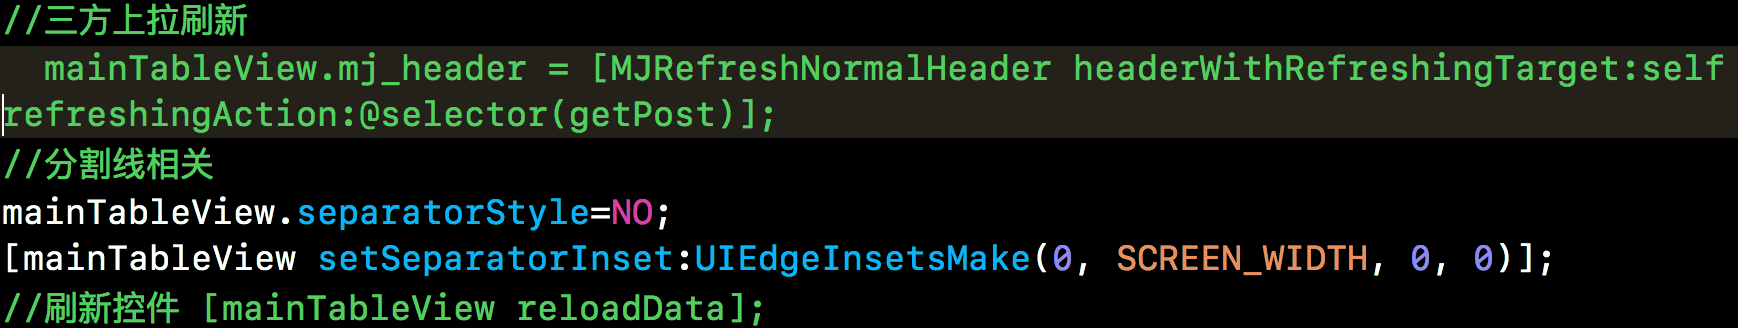 //三方上拉刷新
mainTableView.mj_header = [MJRefreshNormalHeader headerWithRefreshingTarget:self
refreshingAction:@selector(getPost)];
//分割线相关
mainTableView.separatorStyle=NO;
[mainTableView setSeparatorInset:UIEdgeInsetsMake(0, SCREEN_WIDTH, 0, 0)];
//刷新控件 [mainTableView reloadData];